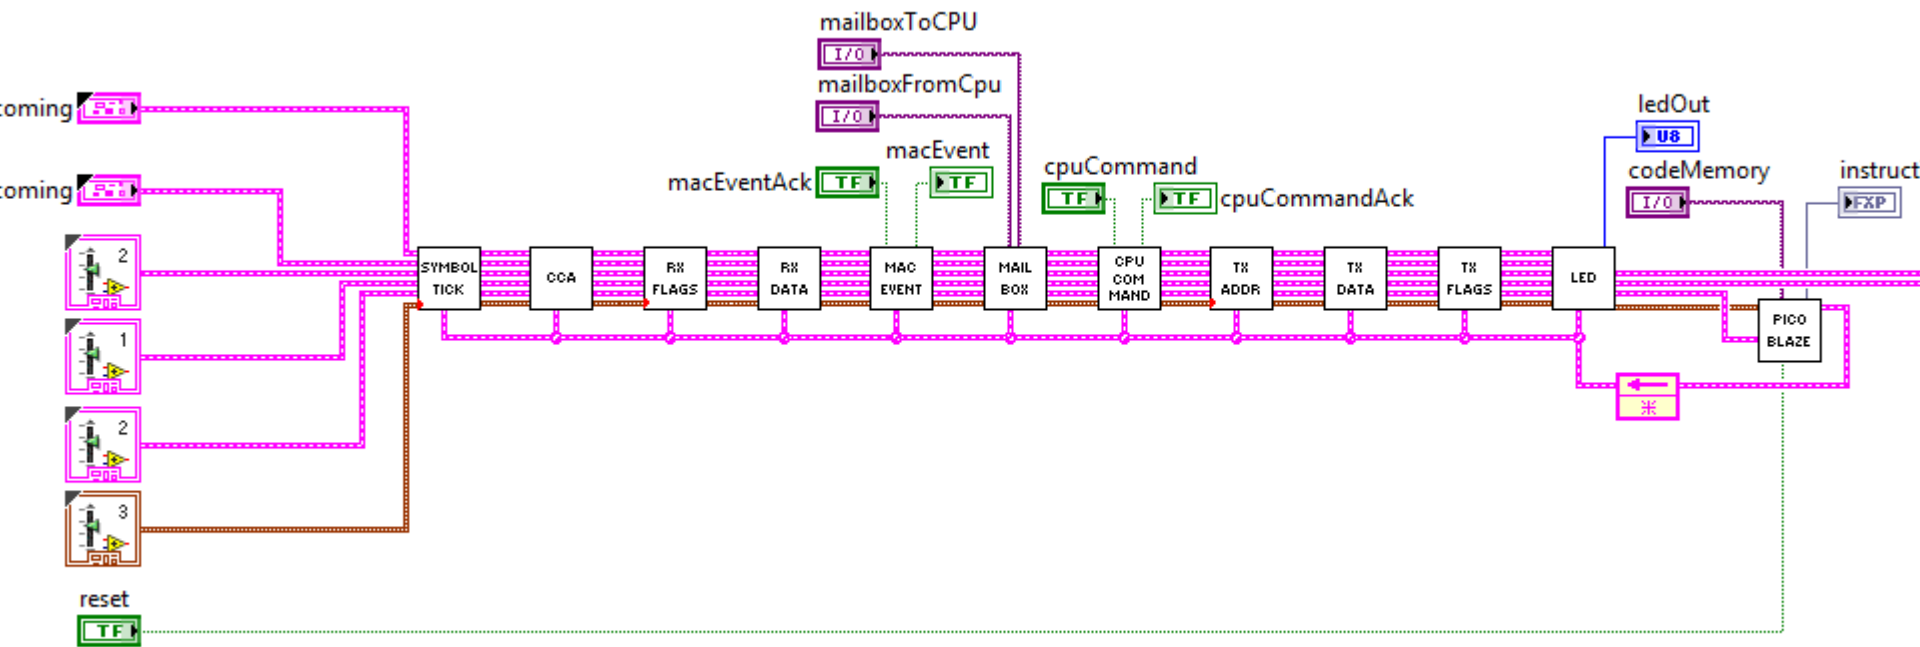 mailboxToCPU
I/O
mailboxFromCpu
coming
I/O
ledOut
U8
macEvent
macEventAck
TF
TF
cpuCommand
TF
TF
cpuCommandAck
codeMemory
I/O
instruct
FXP
coming
2
SYMBOL
TICK
CCA
RX
FLAGS
RX
DATA
MAC
EVENT
MAIL
BOX
CPU
COM
MAND
TX
ADDR
TX
DATA
TX
FLAGS
LED
PICO
BLAZE
1
2
3
reset
TF